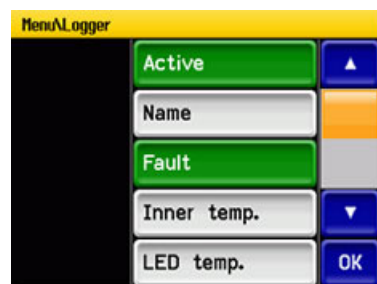 Menu\Logger
Active
Name
Fault
Inner temp.
LED temp.
OK